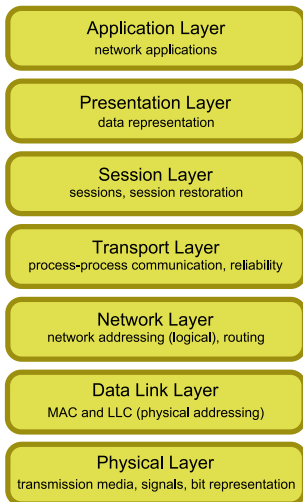 Application Layer
network applications
Presentation Layer
data representation
Session Layer
sessions, session restoration
Transport Layer
process-process communication, reliability
Network Layer
network addressing (logical), routing
Data Link Layer
MAC and LLC (physical addressing)
Physical Layer
transmission media, signals, bit representation